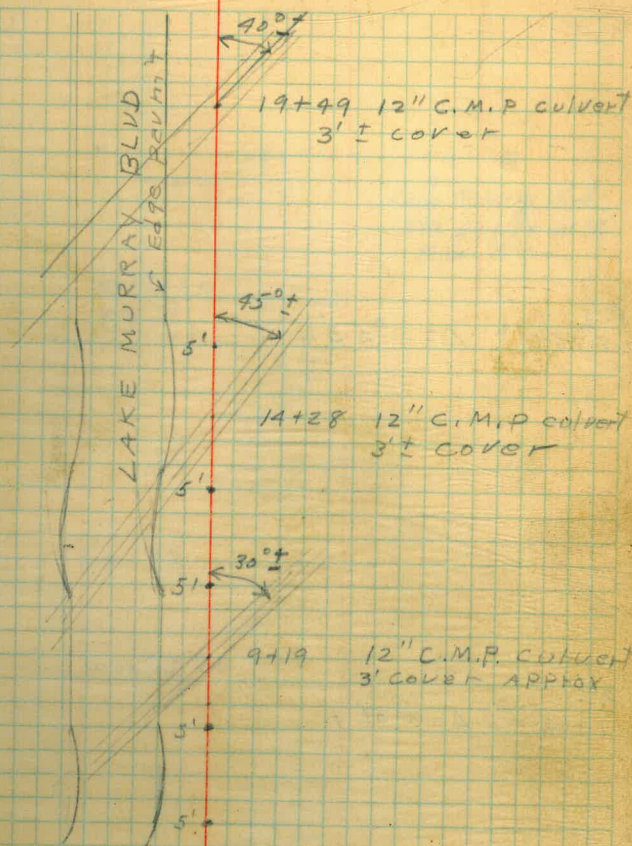 40°±
19+49 12" C.M.P culvert
3' ± cover
LAKE MURRAY BLVD
Edge Pavm't
45°±
5'
14+28 12" C.M.P culvert
3'± cover
5'
30°±
5'
9+19 12" C.M.P. culvert
3' cover Approx
5'
5'